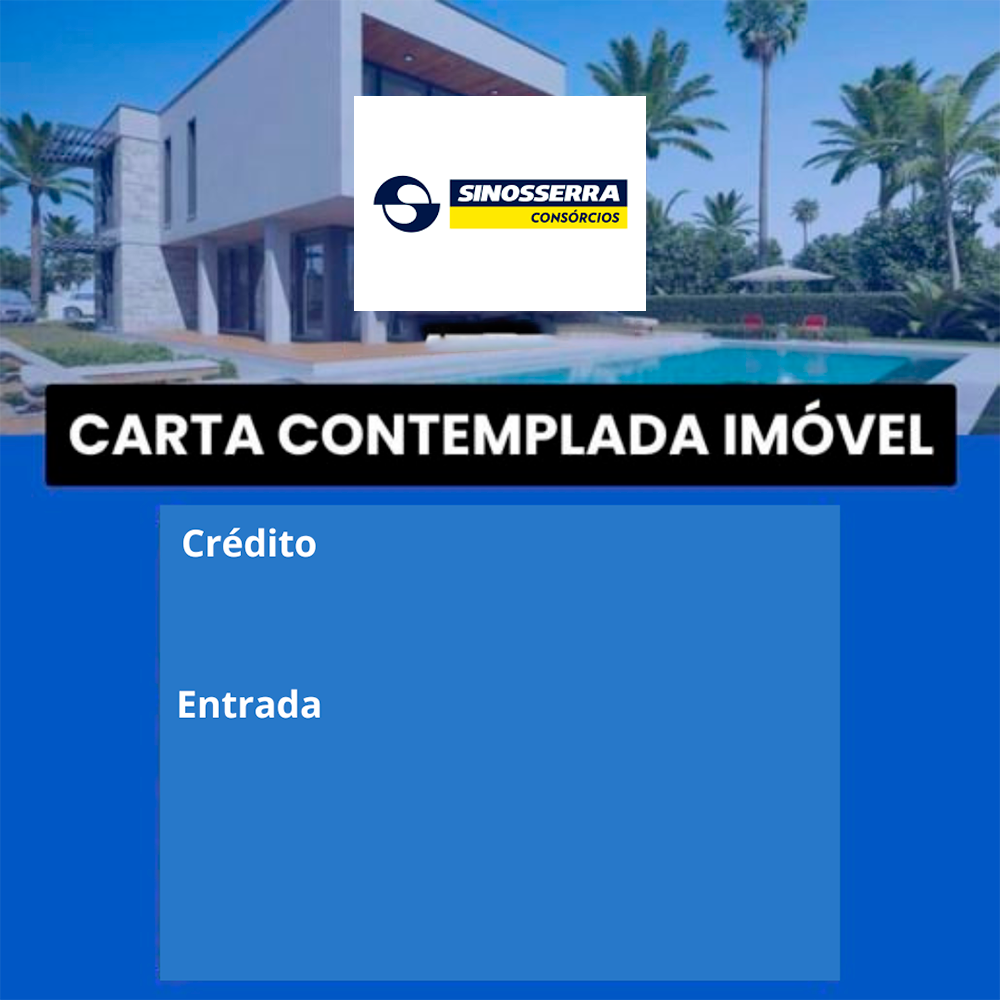 SINOSSERRA
CONSÓRCIOS
CARTA CONTEMPLADA IMÓVEL
Crédito
Entrada